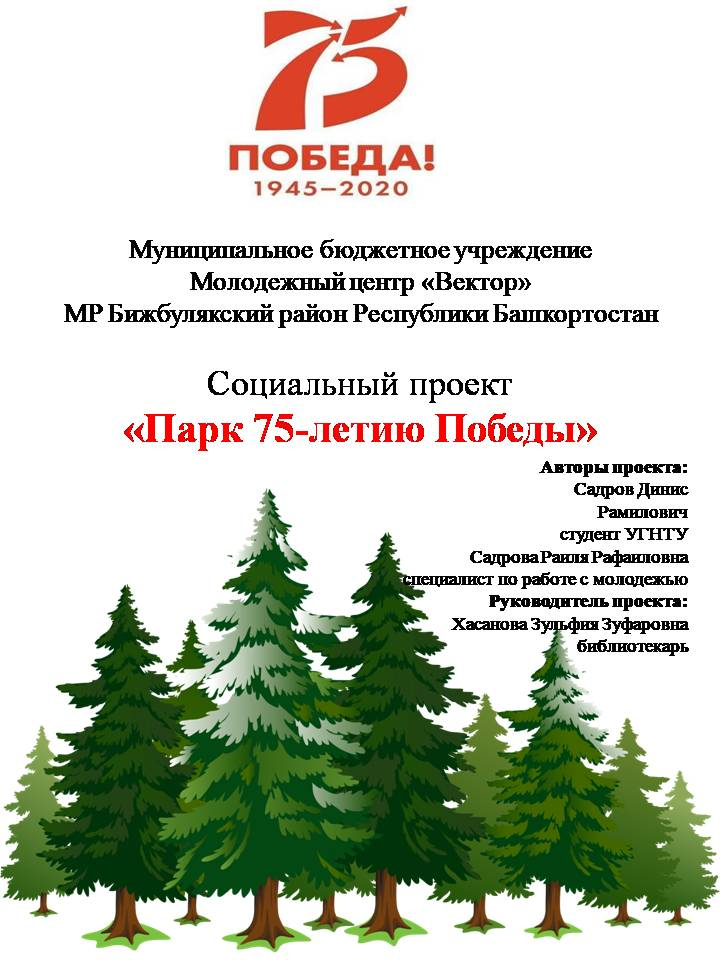 75
ПОБЕДА!
1945–2020
Муниципальное бюджетное учреждение
Молодежный центр «Вектор»
МР Бижбулякский район Республики Башкортостан
Социальный проект
«Парк 75-летию Победы»
Авторы проекта:
Садров Динис
Рамилович
студент УГНТУ
Садрова Раиля Рафаиловна
специалист по работе с молодежью
Руководитель проекта:
Хасанова Зульфия Зуфаровна
библиотекарь